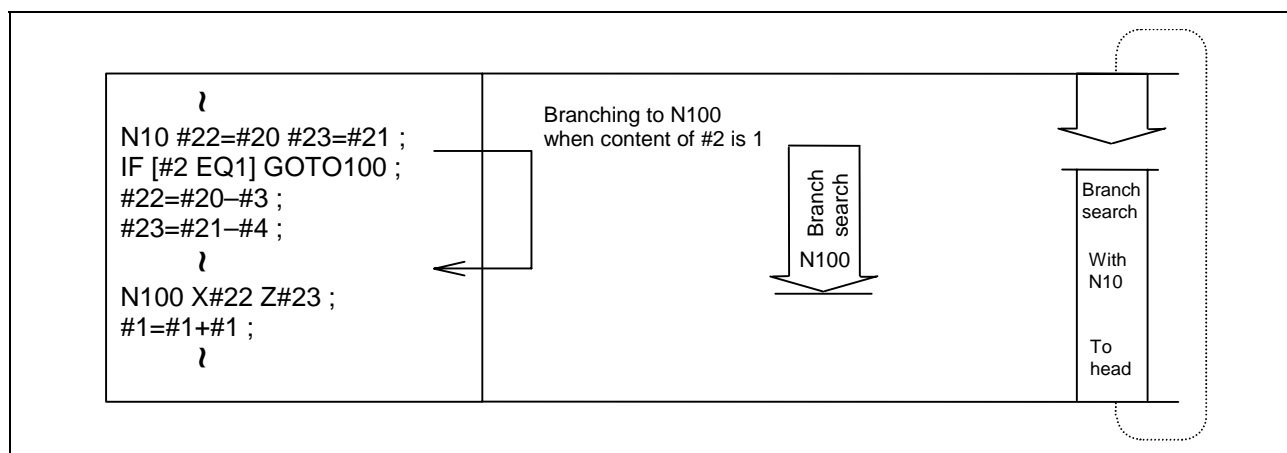 ~
N10 #22=#20 #23=#21 ;
IF [#2 EQ1] GOTO100 ;
#22=#20–#3 ;
#23=#21–#4 ;
~
N100 X#22 Z#23 ;
#1=#1+#1 ;
~
Branching to N100
when content of #2 is 1
Branch
search
N100
Branch
search
With
N10
To
head